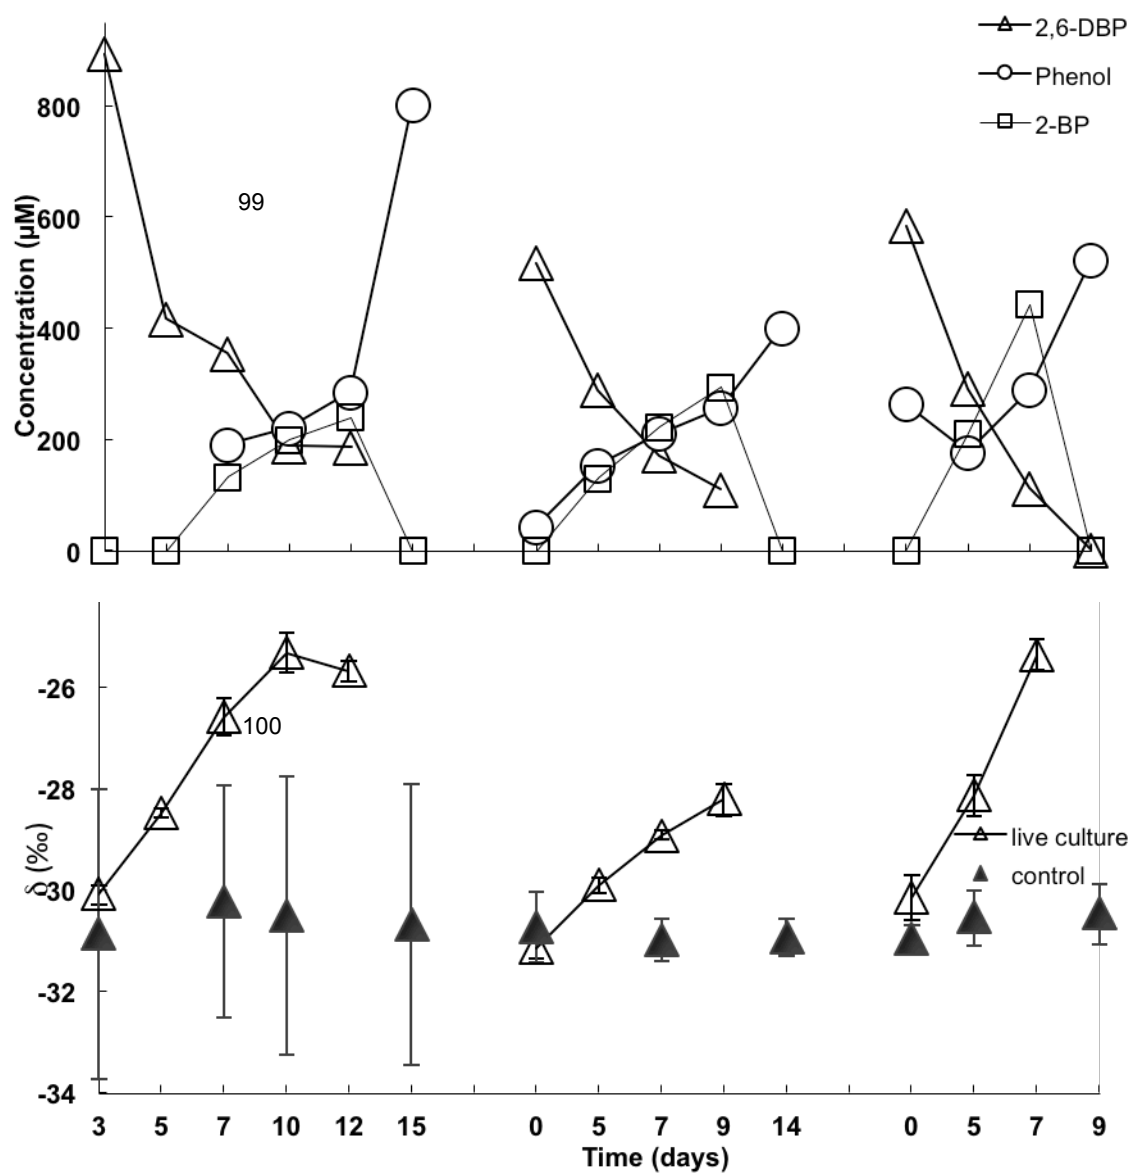 2,6-DBP
Phenol
2-BP
Concentration (µM)
800
600
400
200
0
99
-26
-28
-30
-32
-34
δ (‰)
100
live culture
control
3 5 7 10 12 15 0 5 7 9 14 0 5 7 9
Time (days)